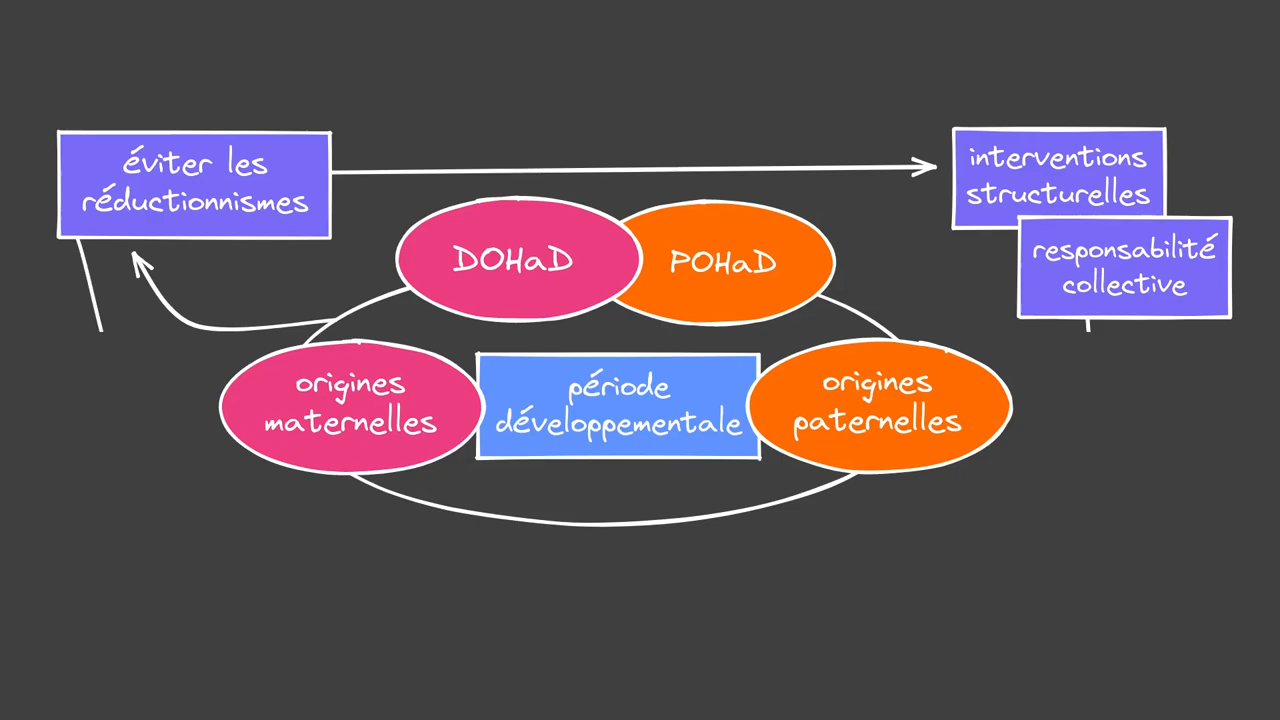 éviter les
réductionnismes
interventions
structurelles
responsabilité
collective
DOHaD
POHaD
origines
maternelles
période
développementale
origines
paternelles